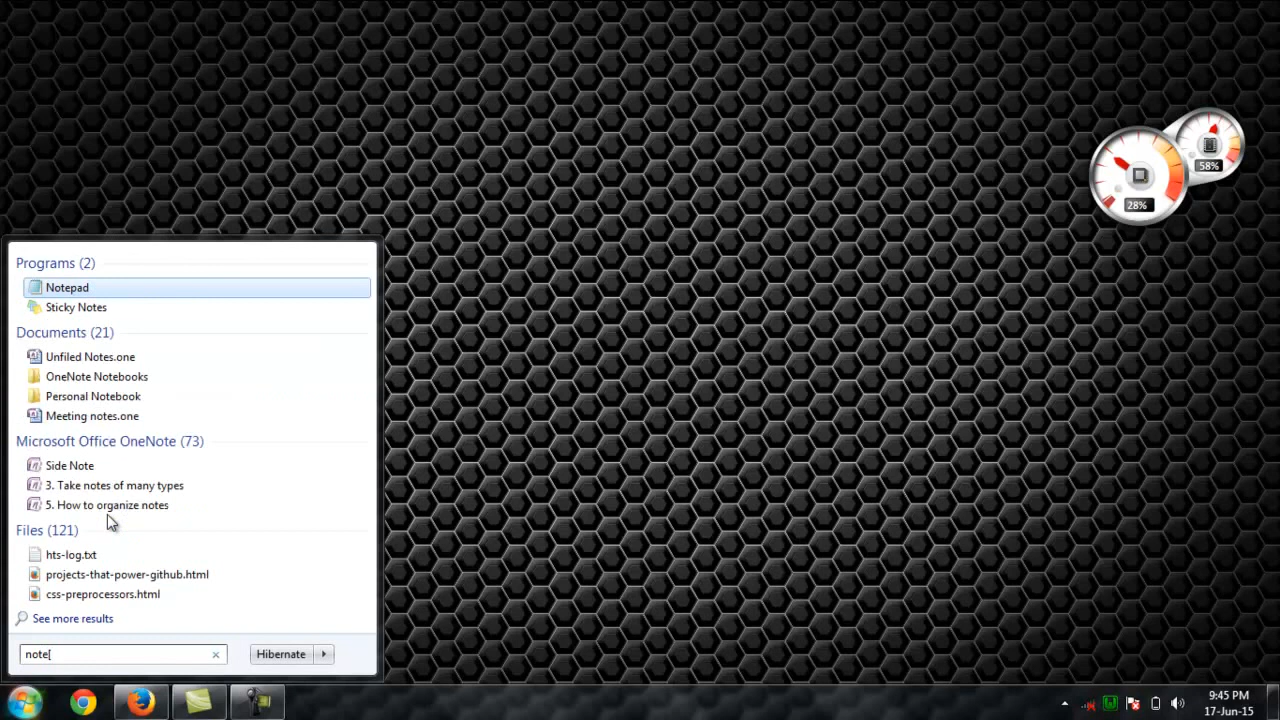 58%
28%
Programs (2)
Notepad
Sticky Notes
Documents (21)
Unfiled Notes.one
OneNote Notebooks
Personal Notebook
Meeting notes.one
Microsoft Office OneNote (73)
Side Note
3. Take notes of many types
5. How to organize notes
Files (121)
hts-log.txt
projects-that-power-github.html
css-preprocessors.html
See more results
note[
Hibernate
9:45 PM
17-Jun-15